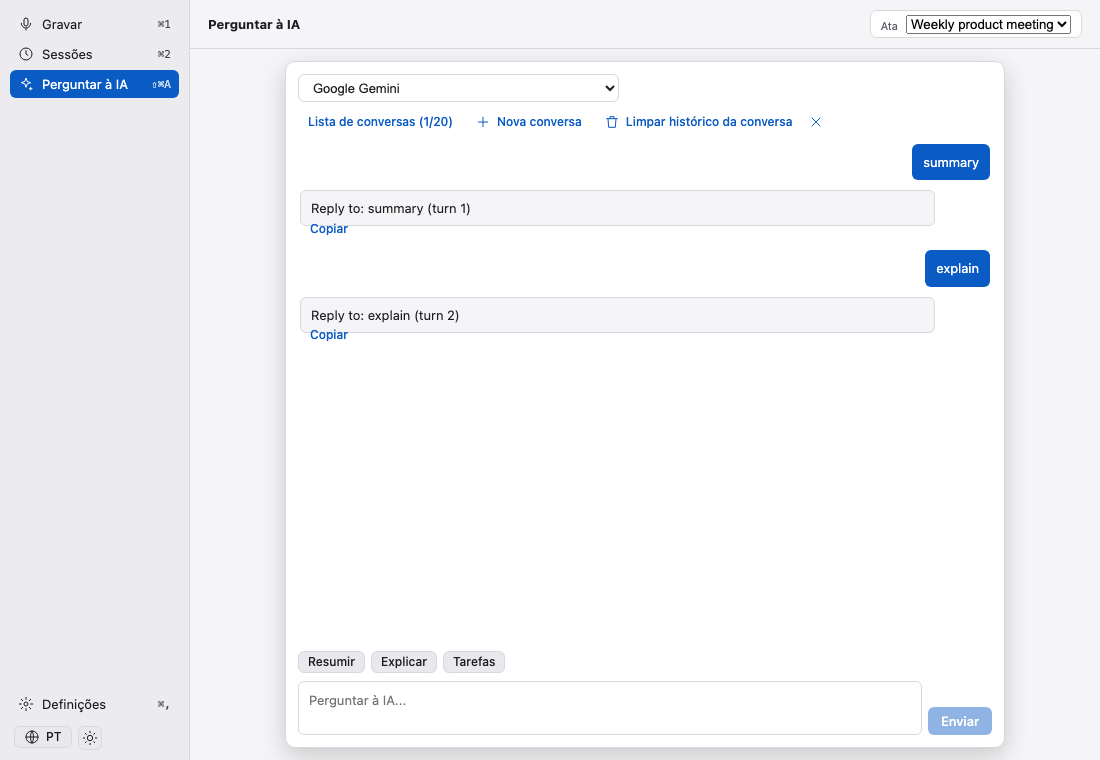 Gravar ⌘1
Sessões ⌘2
Perguntar à IA ⇧⌘A
Definições ⌘,
PT
Perguntar à IA
Ata Weekly product meeting
Google Gemini
Lista de conversas (1/20) Nova conversa Limpar histórico da conversa
summary
Reply to: summary (turn 1)
Copiar
explain
Reply to: explain (turn 2)
Copiar
Resumir Explicar Tarefas
Perguntar à IA...
Enviar